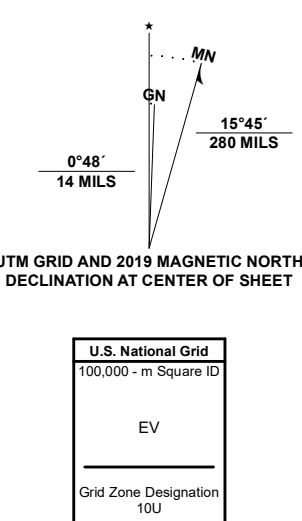 ★
MN
GN
15°45´
280 MILS
0°48´
14 MILS
UTM GRID AND 2019 MAGNETIC NORTH
DECLINATION AT CENTER OF SHEET
U.S. National Grid
100,000 - m Square ID
EV
Grid Zone Designation
10U